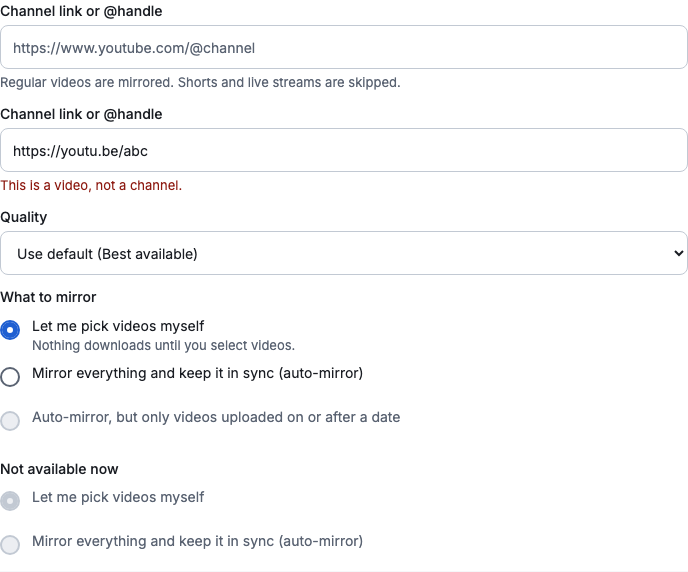 Channel link or @handle
https://www.youtube.com/@channel
Regular videos are mirrored. Shorts and live streams are skipped.
Channel link or @handle
https://youtu.be/abc
This is a video, not a channel.
Quality
Use default (Best available)
What to mirror
Let me pick videos myself
Nothing downloads until you select videos.
Mirror everything and keep it in sync (auto-mirror)
Auto-mirror, but only videos uploaded on or after a date
Not available now
Let me pick videos myself
Mirror everything and keep it in sync (auto-mirror)